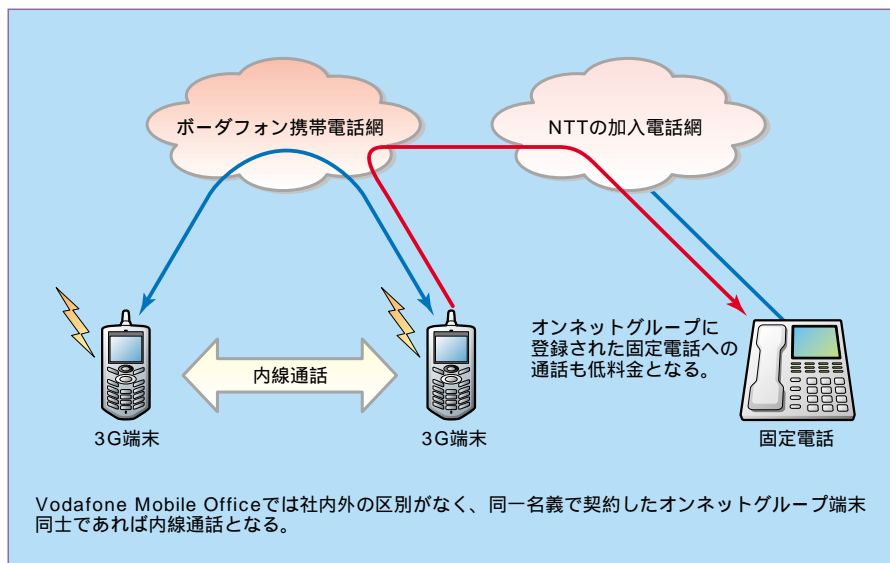 ボーダフォン携帯電話網
NTTの加入電話網
オンネットグループに
登録された固定電話への
通話も低料金となる。
内線通話
3G端末
3G端末
固定電話
Vodafone Mobile Officeでは社内外の区別がなく、同一名義で契約したオンネットグループ端末
同士であれば内線通話となる。